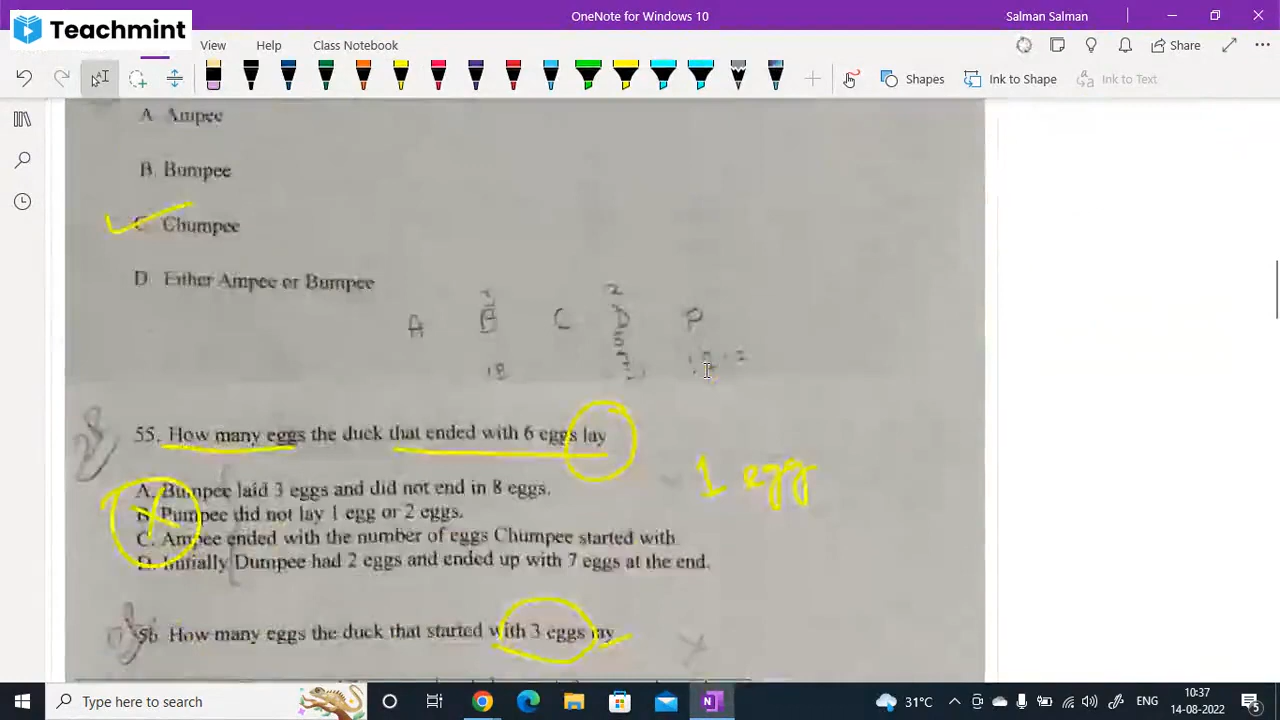 OneNote for Windows 10
Salman Salman
Teachmint
View Help Class Notebook
Share
Shapes
Ink to Shape
Ink to Text
A. Ampee
B. Bumpee
C. Chumpee
D. Either Ampee or Bumpee
2
A B C D P
18
55. How many eggs the duck that ended with 6 eggs lay
1 egg
A. Bumpee laid 3 eggs and did not end in 8 eggs.
B. Pumpee did not lay 1 egg or 2 eggs.
C. Ampee ended with the number of eggs Chumpee started with.
D. Initially Dumpee had 2 eggs and ended up with 7 eggs at the end.
56. How many eggs the duck that started with 3 eggs lay
Type here to search
31°C
ENG
10:37
14-08-2022
5